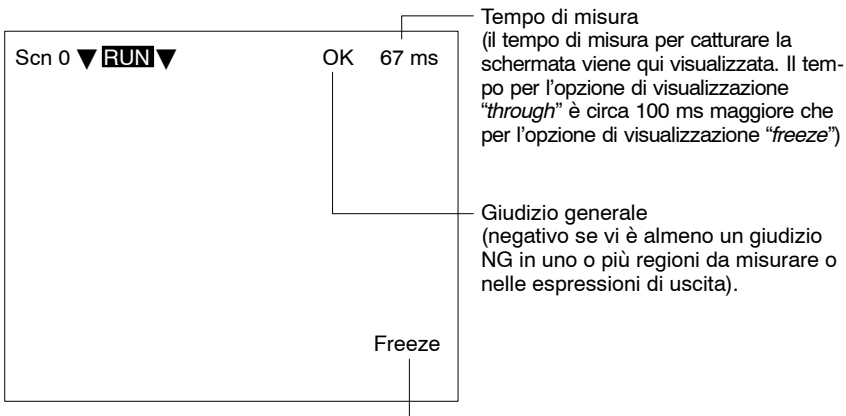 Tempo di misura
(il tempo di misura per catturare la
schermata viene qui visualizzata. Il tem-
po per l'opzione di visualizzazione
“through” è circa 100 ms maggiore che
per l'opzione di visualizzazione “freeze”)
Scn 0 ▼ RUN ▼ OK 67 ms
Giudizio generale
(negativo se vi è almeno un giudizio
NG in uno o più regioni da misurare o
nelle espressioni di uscita).
Freeze